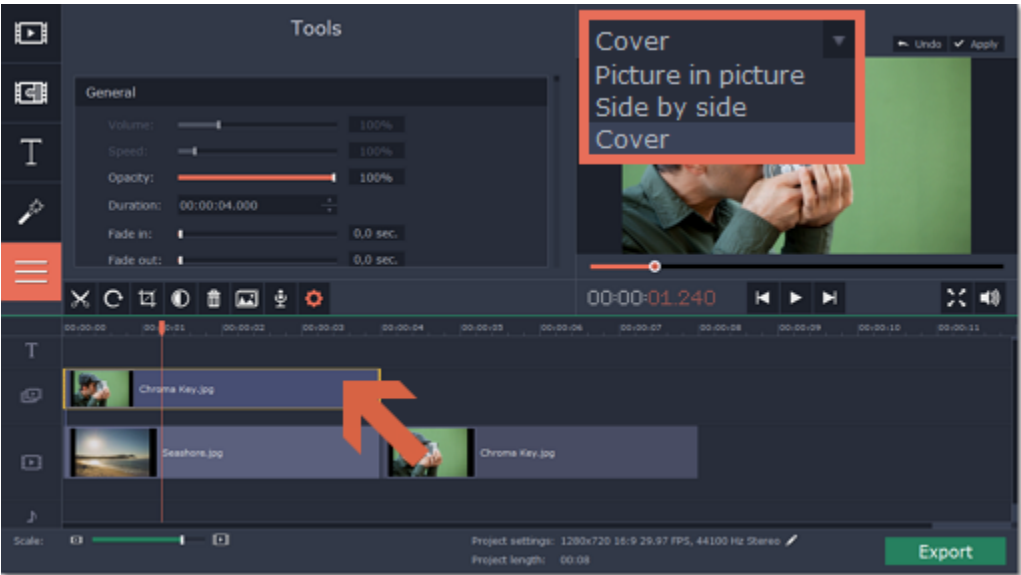 Tools
Cover
Picture in picture
Side by side
Cover
Undo
Apply
General
Volume: 100%
Speed: 100%
Opacity: 100%
Duration: 00:00:04.000
Fade in: 0,0 sec.
Fade out: 0,0 sec.
T
00:00:01.240
00:00:00 00:00:01 00:00:02 00:00:03 00:00:04 00:00:05 00:00:06 00:00:07 00:00:08 00:00:09 00:00:10 00:00:11
T
Chroma Key.jpg
Seashore.jpg
Chroma Key.jpg
Scale:
Project settings: 1280x720 16:9 29.97 FPS, 44100 Hz Stereo
Project length: 00:08
Export